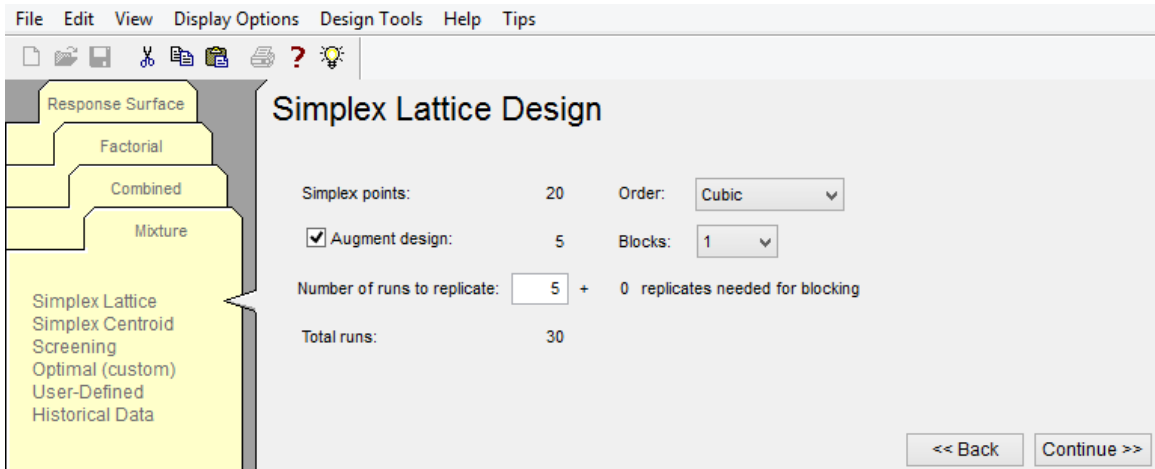 File Edit View Display Options Design Tools Help Tips
Response Surface
Factorial
Combined
Mixture
Simplex Lattice
Simplex Centroid
Screening
Optimal (custom)
User-Defined
Historical Data
Simplex Lattice Design
Simplex points: 20 Order: Cubic
Augment design: 5 Blocks: 1
Number of runs to replicate: 5 + 0 replicates needed for blocking
Total runs: 30
<< Back Continue >>